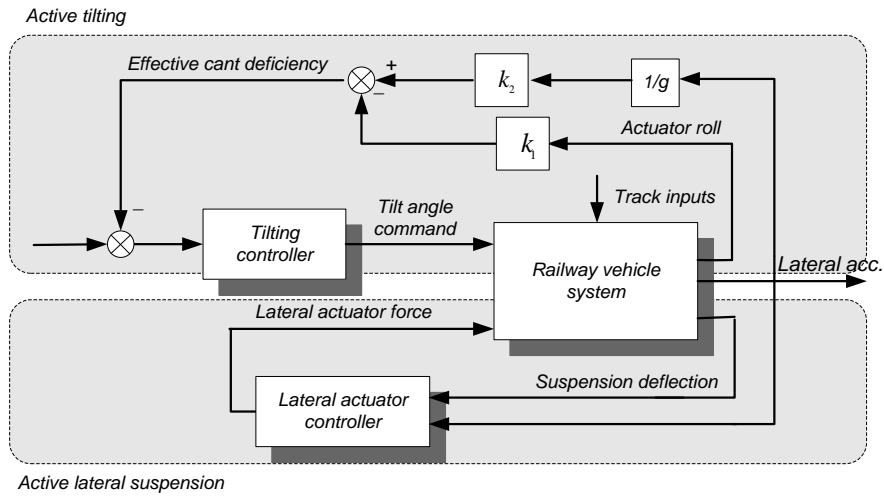 Active tilting
Effective cant deficiency
+
−
k₂
1/g
k₁
Actuator roll
−
Tilting
controller
Tilt angle
command
Track inputs
Railway vehicle
system
Lateral acc.
Lateral actuator force
Suspension deflection
Lateral actuator
controller
Active lateral suspension